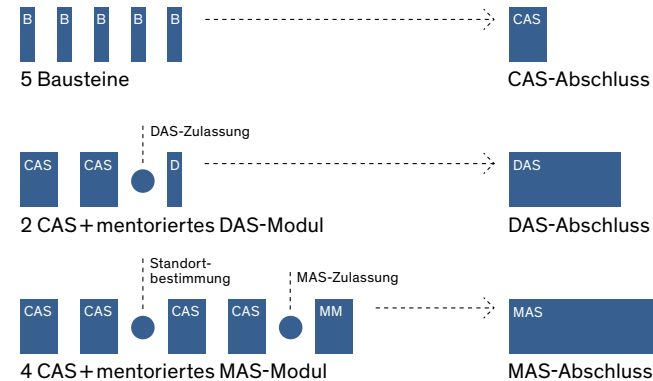 B B B B B CAS
5 Bausteine CAS-Abschluss
DAS-Zulassung
CAS CAS D DAS
2 CAS+mentoriertes DAS-Modul DAS-Abschluss
Standort-
bestimmung MAS-Zulassung
CAS CAS CAS CAS MM MAS
4 CAS+mentoriertes MAS-Modul MAS-Abschluss